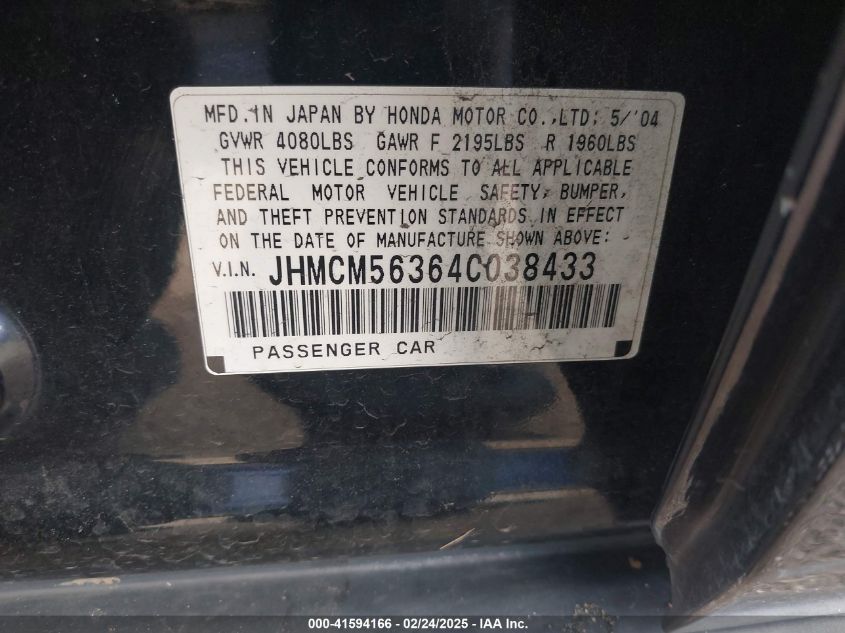 MFD. IN JAPAN BY HONDA MOTOR CO.,LTD; 5/'04
GVWR 4080LBS GAWR F 2195LBS R 1960LBS
THIS VEHICLE CONFORMS TO ALL APPLICABLE
FEDERAL MOTOR VEHICLE SAFETY, BUMPER,
AND THEFT PREVENTION STANDARDS IN EFFECT
ON THE DATE OF MANUFACTURE SHOWN ABOVE:
V.I.N. JHMCM56364C038433
PASSENGER CAR
000-41594166 - 02/24/2025 - IAA, Inc.